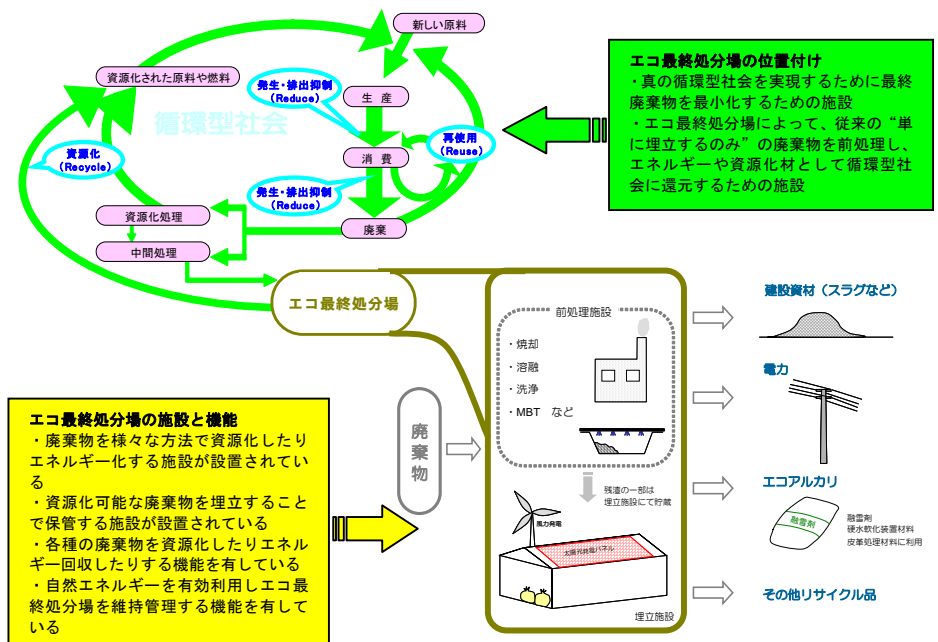 新しい原料
資源化された原料や燃料
発生・排出抑制
(Reduce)
生 産
循環型社会
再使用
(Reuse)
資源化
(Recycle)
消 費
発生・排出抑制
(Reduce)
資源化処理
廃棄
中間処理
エコ最終処分場
エコ最終処分場の位置付け
・真の循環型社会を実現するために最終
廃棄物を最小化するための施設
・エコ最終処分場によって、従来の“単
に埋立するのみ”の廃棄物を前処理し、
エネルギーや資源化材として循環型社
会に還元するための施設
前処理施設
・焼却
・溶融
・洗浄
・MBT など
廃棄物
残渣の一部は
埋立施設にて貯蔵
風力発電
太陽光発電パネル
埋立施設
建設資材（スラグなど）
電力
エコアルカリ
融雪剤
融雪剤
硬水軟化装置材料
皮革処理材料に利用
その他リサイクル品
エコ最終処分場の施設と機能
・廃棄物を様々な方法で資源化したり
エネルギー化する施設が設置されてい
る
・資源化可能な廃棄物を埋立すること
で保管する施設が設置されている
・各種の廃棄物を資源化したりエネル
ギー回収したりする機能を有している
・自然エネルギーを有効利用しエコ最
終処分場を維持管理する機能を有して
いる